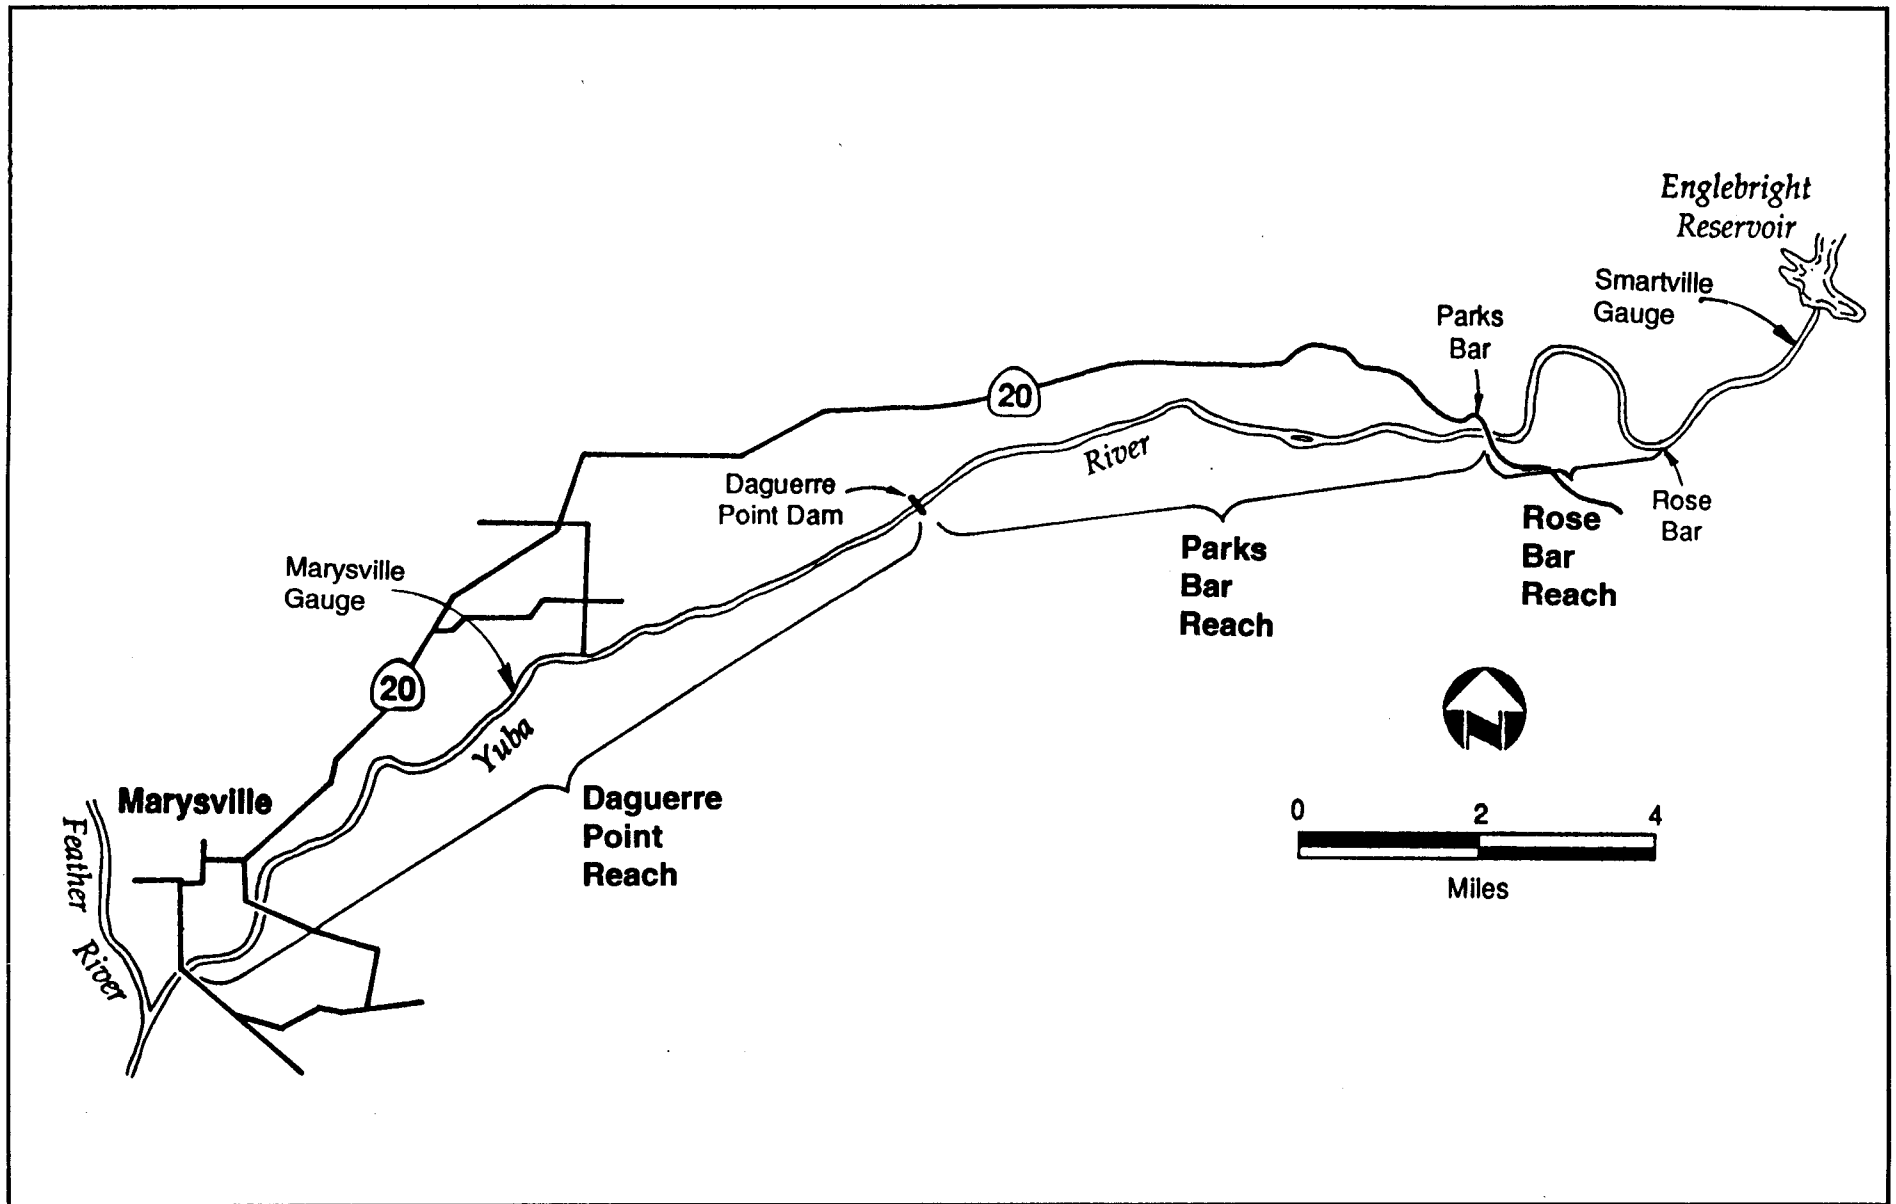 Englebright
Reservoir
Smartville
Gauge
Parks
Bar
20
River
Daguerre
Point Dam
Rose
Bar
Rose
Bar
Reach
Parks
Bar
Reach
Marysville
Gauge
20
Yuba
N
Marysville
Daguerre
Point
Reach
0 2 4
Miles
Feather
River